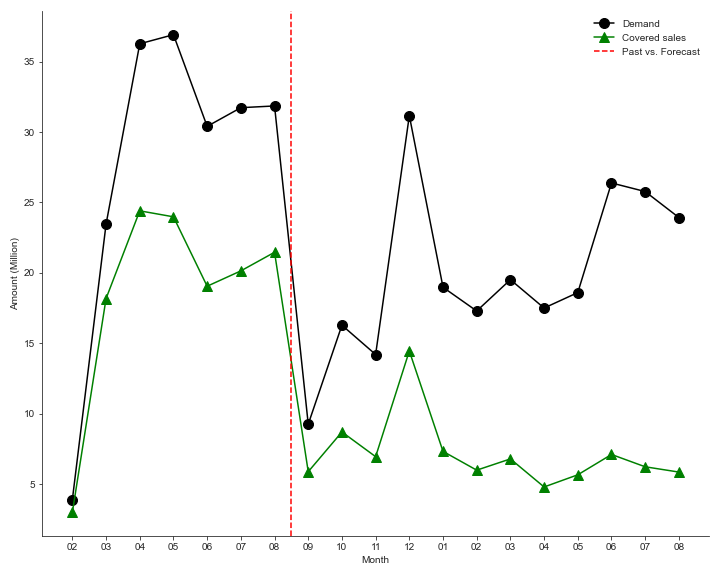 Demand
Covered sales
Past vs. Forecast
Amount (Million)
35
30
25
20
15
10
5
02 03 04 05 06 07 08 09 10 11 12 01 02 03 04 05 06 07 08
Month